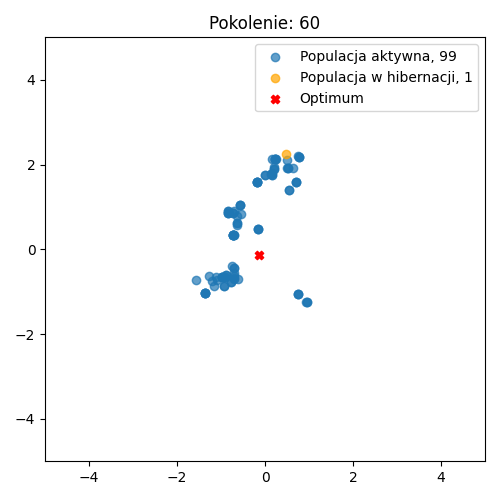 Pokolenie: 60
Populacja aktywna, 99
Populacja w hibernacji, 1
Optimum
4
2
0
−2
−4
−4 −2 0 2 4